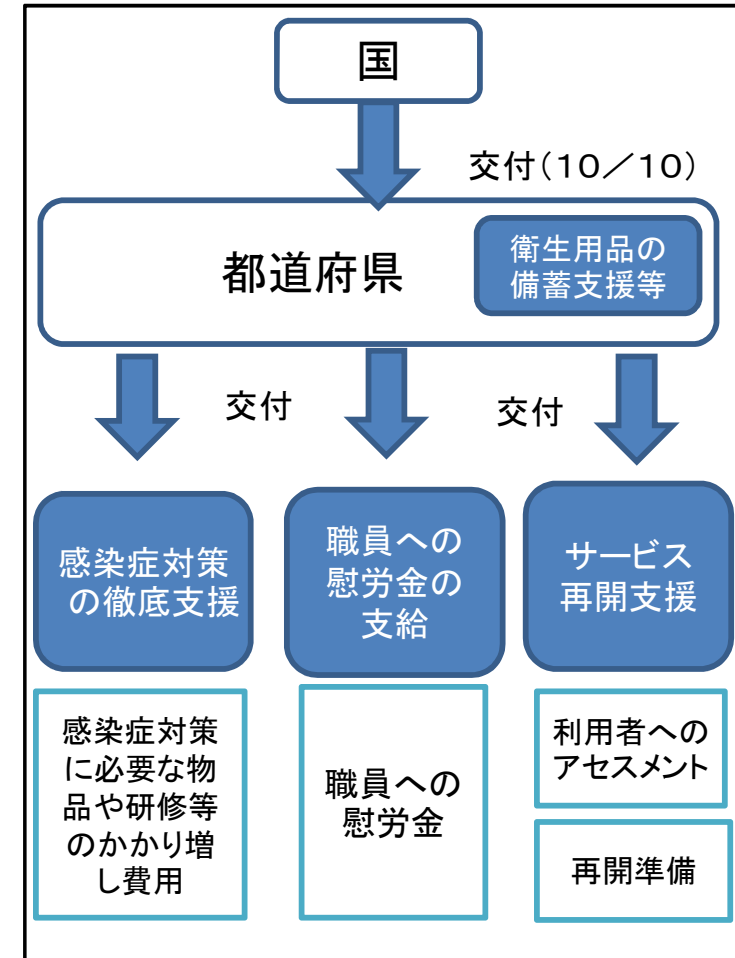 国
交付(10/10)
都道府県
衛生用品の
備蓄支援等
交付
交付
感染症対策
の徹底支援
職員への
慰労金の
支給
サービス
再開支援
感染症対策
に必要な物
品や研修等
のかかり増
し費用
職員への
慰労金
利用者への
アセスメント
再開準備